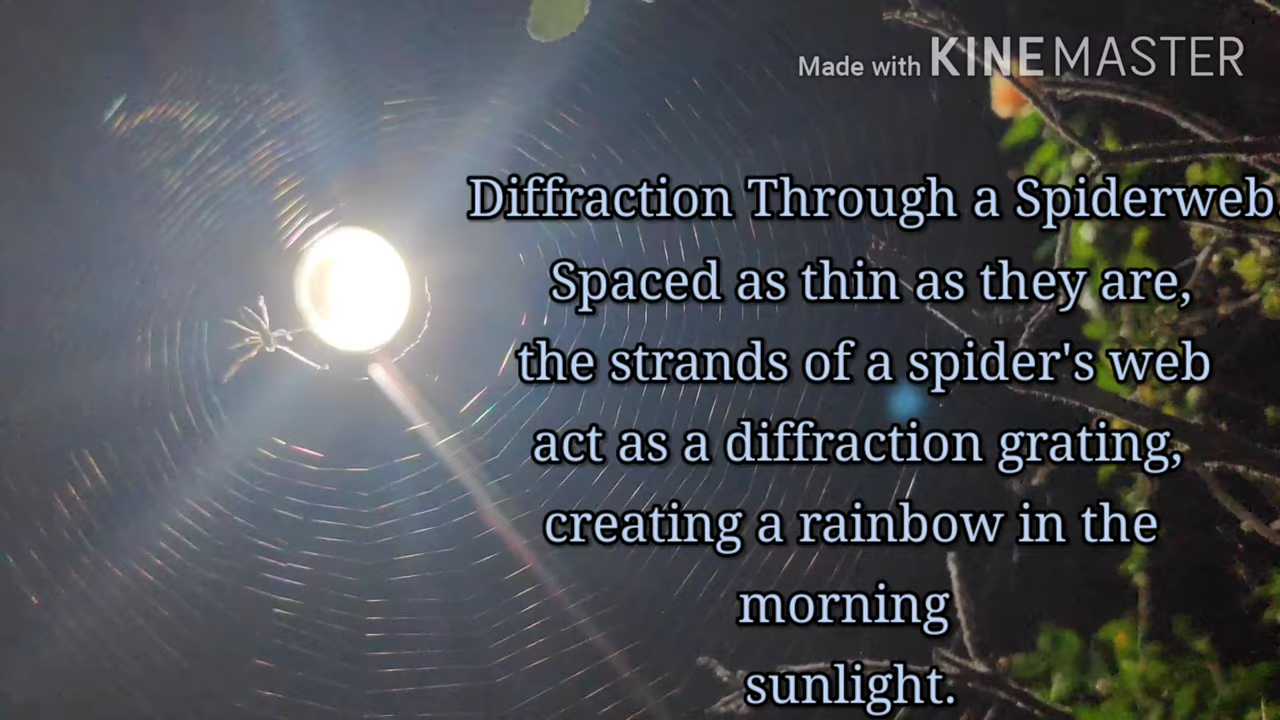 Made with KINEMASTER
Diffraction Through a Spiderweb
Spaced as thin as they are,
the strands of a spider's web
act as a diffraction grating,
creating a rainbow in the
morning
sunlight.